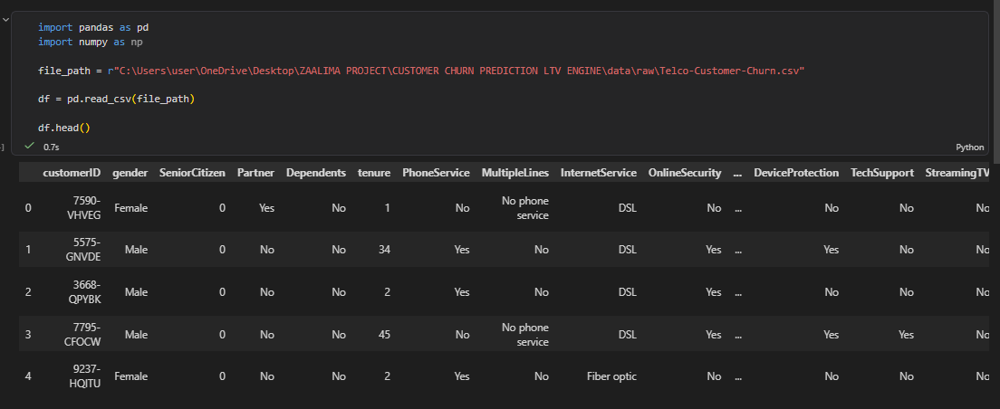 import pandas as pd
import numpy as np
file_path = r"C:\Users\user\OneDrive\Desktop\ZAALIMA PROJECT\CUSTOMER CHURN PREDICTION LTV ENGINE\data\raw\Telco-Customer-Churn.csv"
df = pd.read_csv(file_path)
df.head()
0.7s
Python
customerID gender SeniorCitizen Partner Dependents tenure PhoneService MultipleLines InternetService OnlineSecurity ... DeviceProtection TechSupport StreamingTV
0 7590-VHVEG Female 0 Yes No 1 No No phone service DSL No ... No No No
1 5575-GNVDE Male 0 No No 34 Yes No DSL Yes ... Yes No No
2 3668-QPYBK Male 0 No No 2 Yes No DSL Yes ... No No No
3 7795-CFOCW Male 0 No No 45 No No phone service DSL Yes ... Yes Yes No
4 9237-HQITU Female 0 No No 2 Yes No Fiber optic No ... No No No